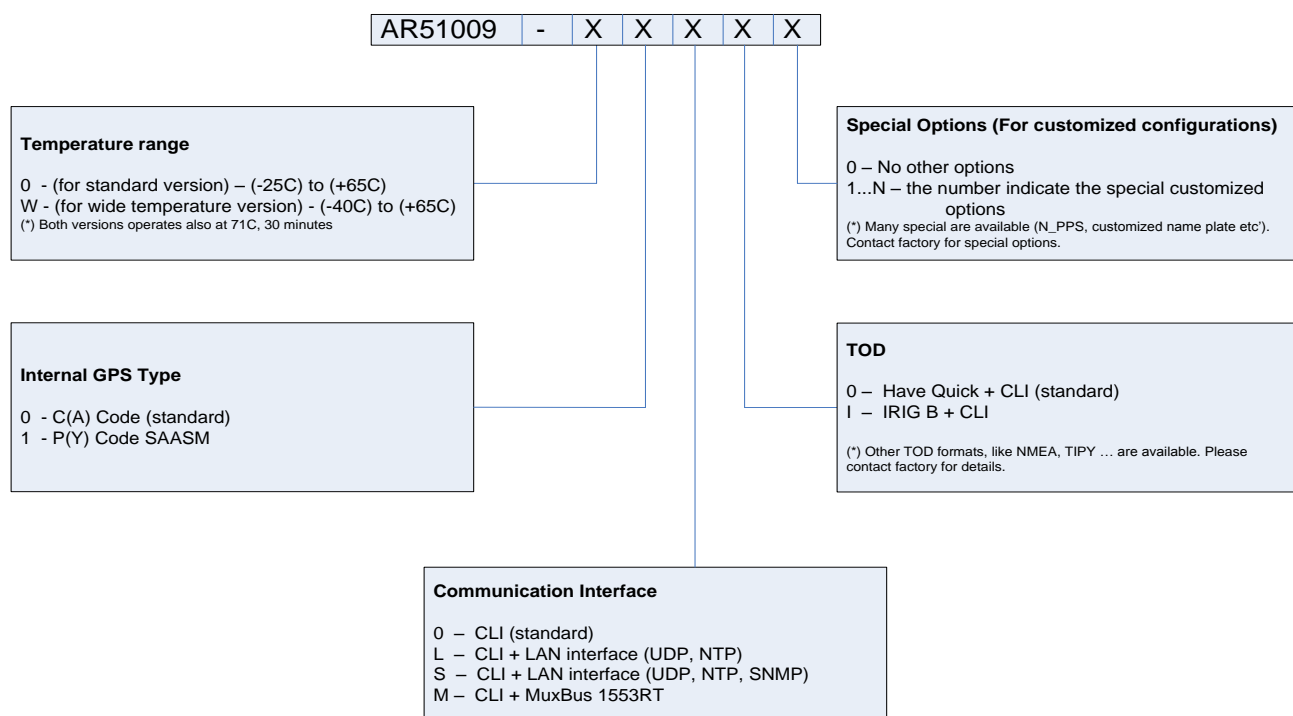 AR51009 - X X X X X
Temperature range
0 - (for standard version) – (-25C) to (+65C)
W - (for wide temperature version) - (-40C) to (+65C)
(*) Both versions operates also at 71C, 30 minutes
Special Options (For customized configurations)
0 – No other options
1...N – the number indicate the special customized
options
(*) Many special are available (N_PPS, customized name plate etc’).
Contact factory for special options.
Internal GPS Type
0 - C(A) Code (standard)
1 - P(Y) Code SAASM
TOD
0 – Have Quick + CLI (standard)
I – IRIG B + CLI
(*) Other TOD formats, like NMEA, TIPY … are available. Please
contact factory for details.
Communication Interface
0 – CLI (standard)
L – CLI + LAN interface (UDP, NTP)
S – CLI + LAN interface (UDP, NTP, SNMP)
M – CLI + MuxBus 1553RT